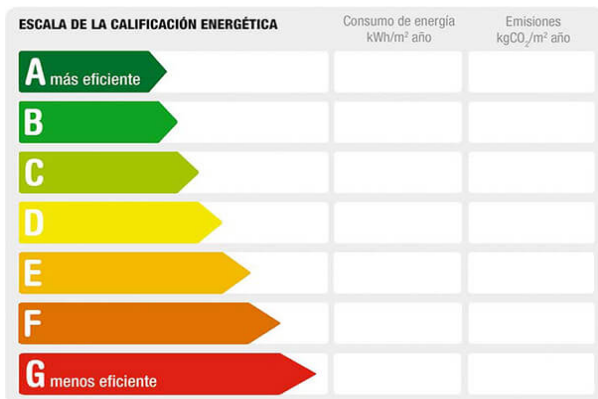 ESCALA DE LA CALIFICACIÓN ENERGÉTICA
Consumo de energía
kWh/m² año
Emisiones
kgCO₂/m² año
A más eficiente
B
C
D
E
F
G menos eficiente